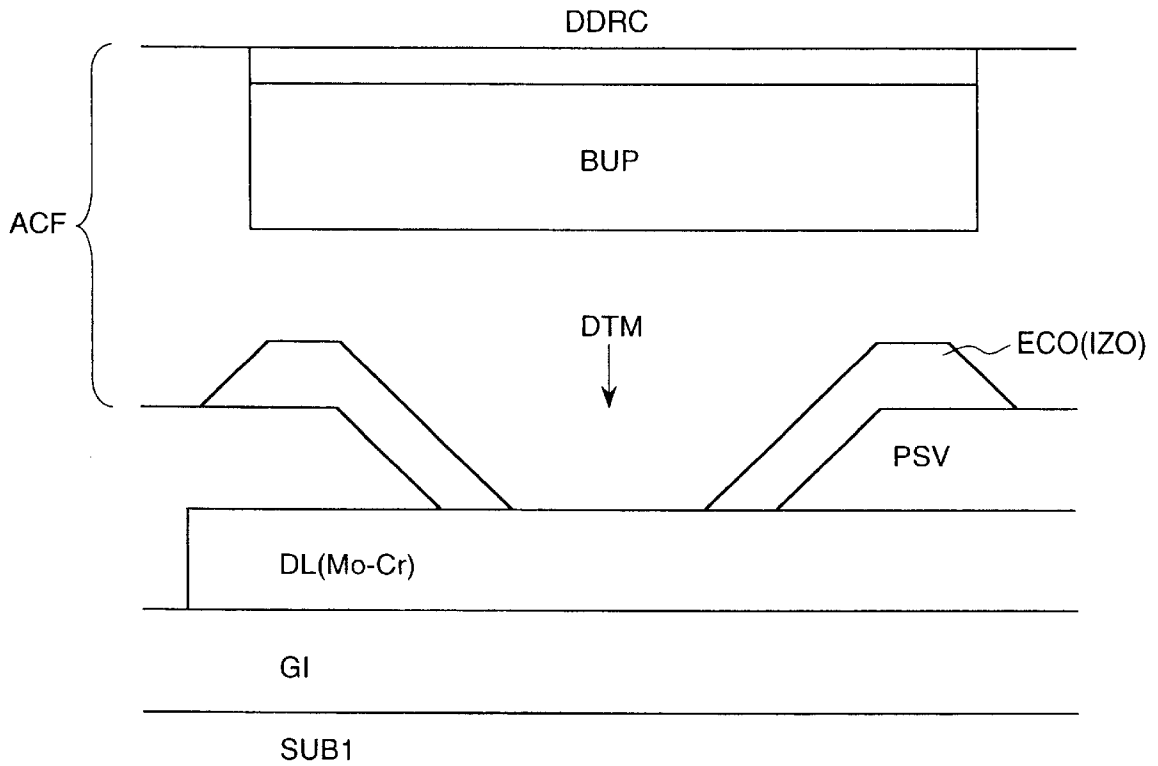 DDRC
BUP
ACF
DTM
ECO(IZO)
PSV
DL(Mo-Cr)
GI
SUB1